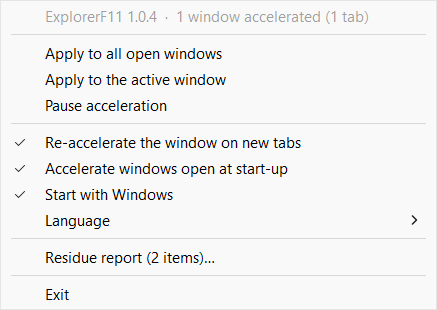 ExplorerF11 1.0.4 · 1 window accelerated (1 tab)
Apply to all open windows
Apply to the active window
Pause acceleration
Re-accelerate the window on new tabs
Accelerate windows open at start-up
Start with Windows
Language
Residue report (2 items)...
Exit